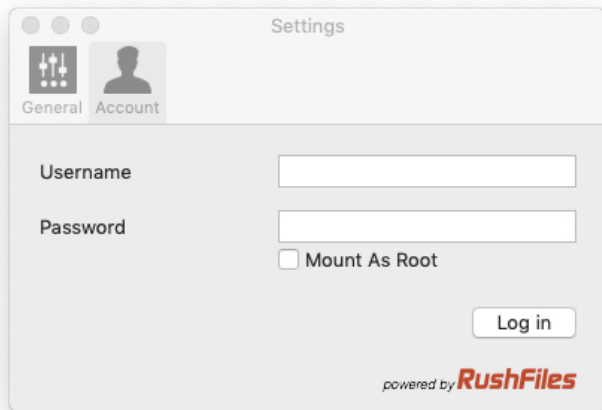 Settings
General Account
Username
Password
Mount As Root
Log in
powered by RushFiles